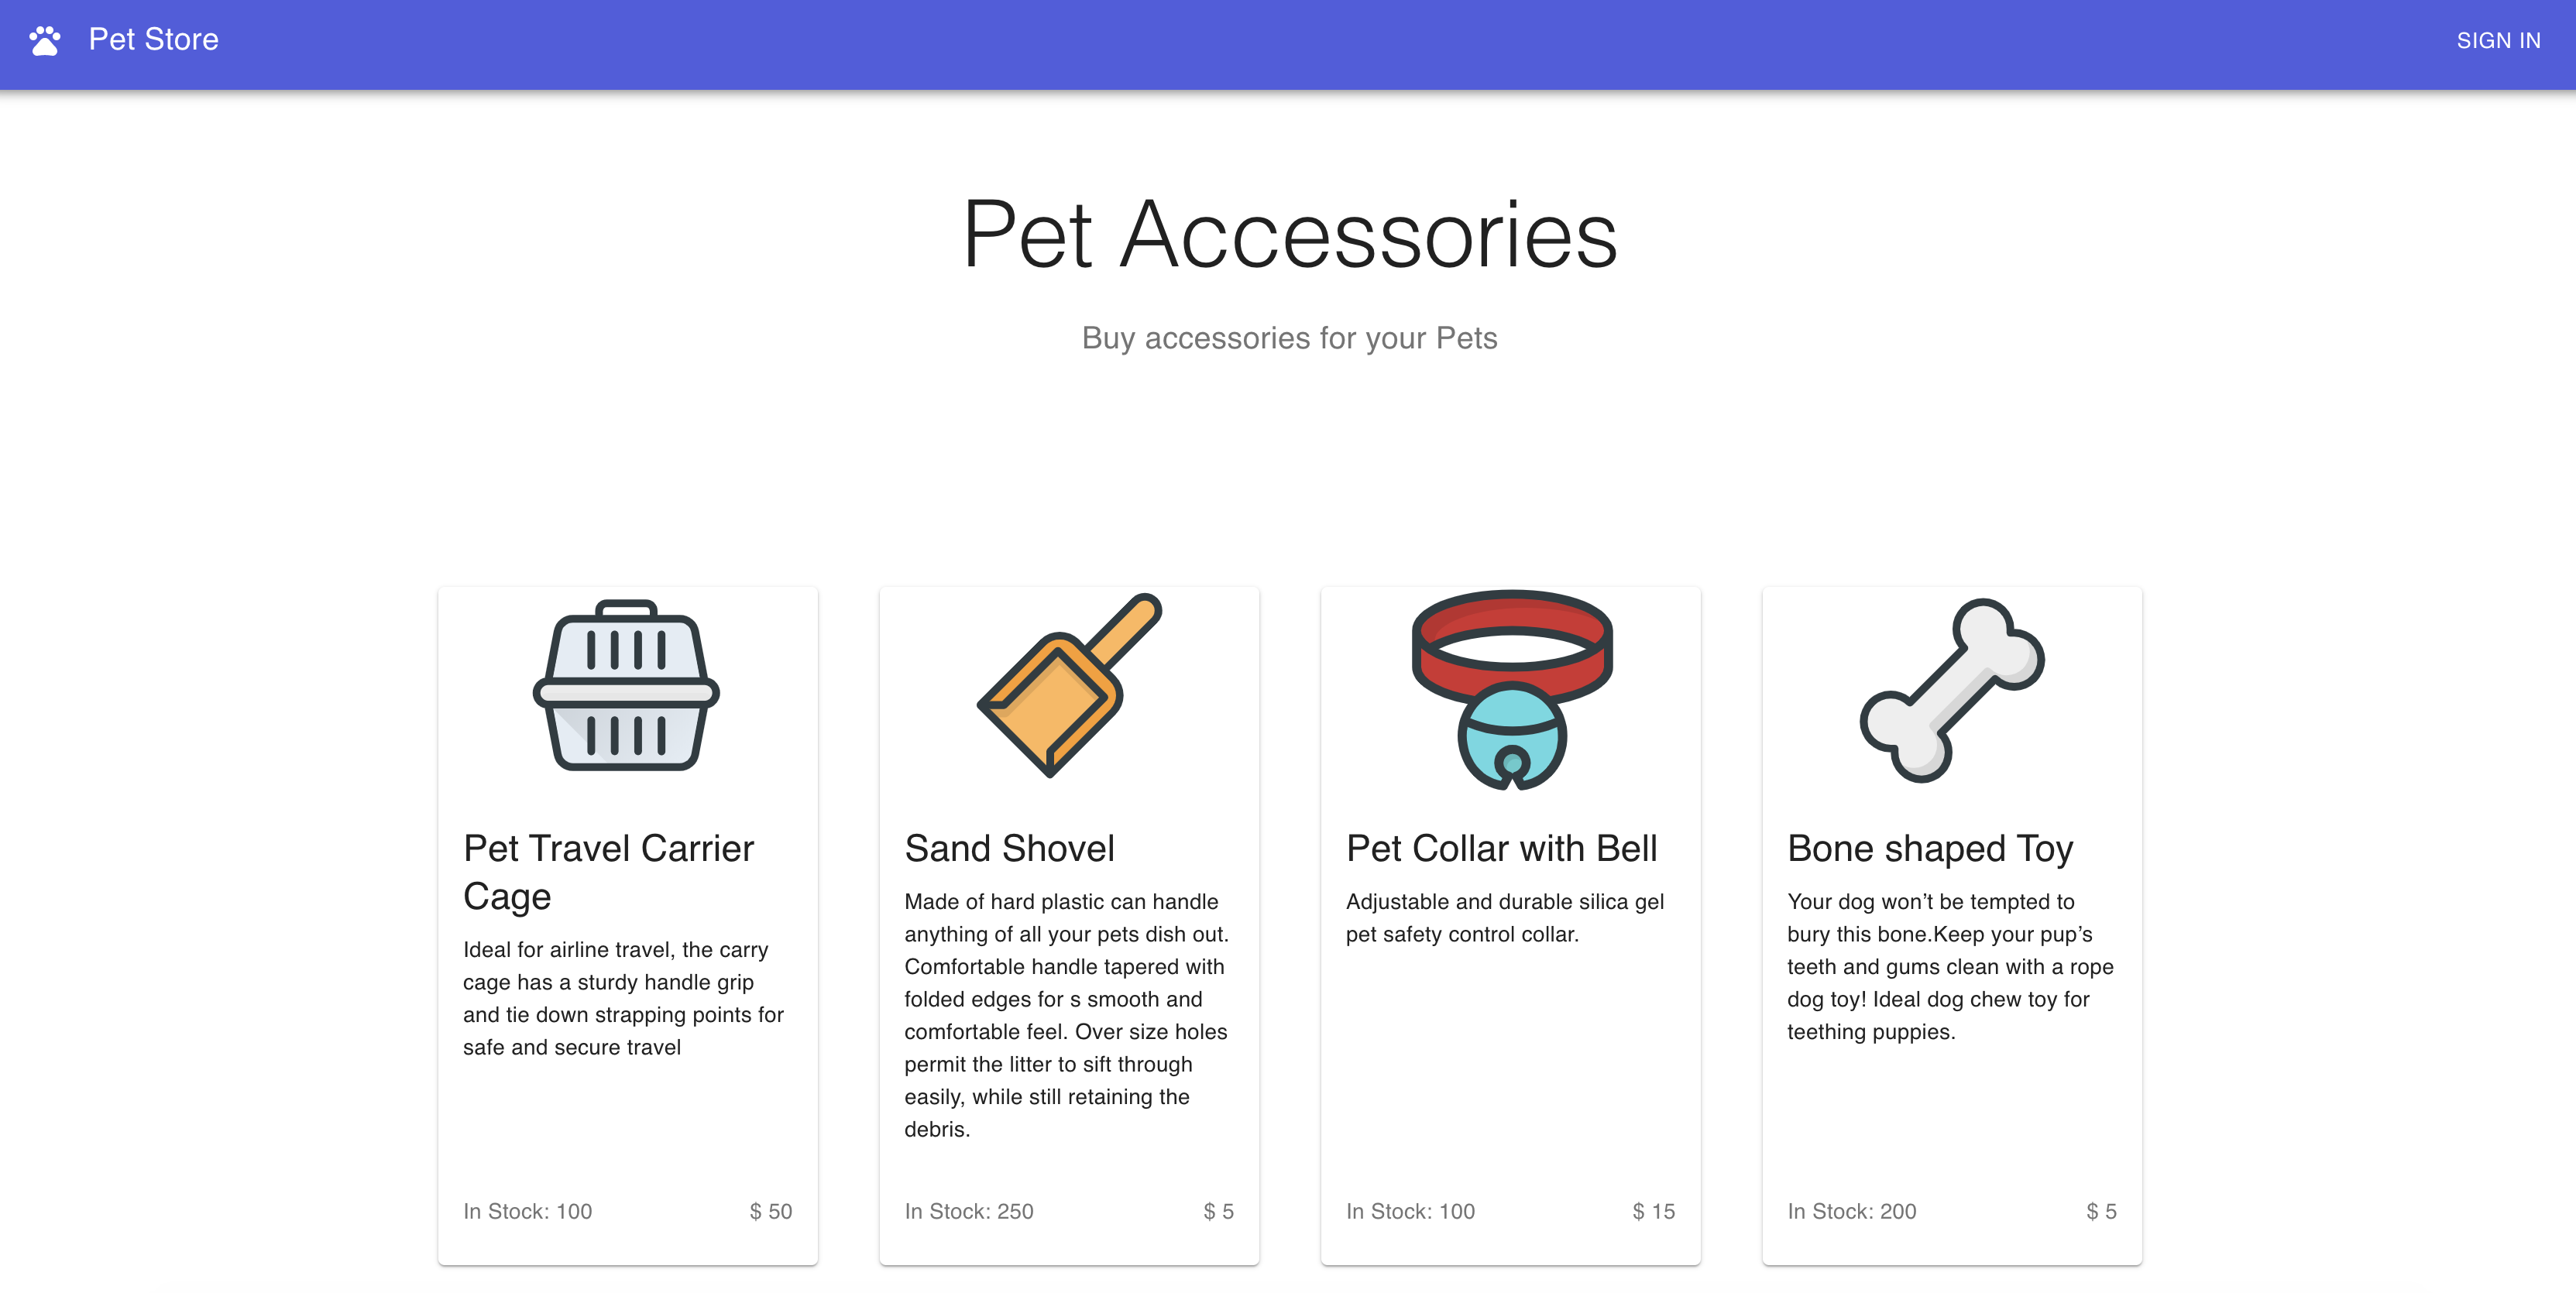 Pet Store
SIGN IN
Pet Accessories
Buy accessories for your Pets
Pet Travel Carrier
Cage
Ideal for airline travel, the carry
cage has a sturdy handle grip
and tie down strapping points for
safe and secure travel
In Stock: 100
$ 50
Sand Shovel
Made of hard plastic can handle
anything of all your pets dish out.
Comfortable handle tapered with
folded edges for s smooth and
comfortable feel. Over size holes
permit the litter to sift through
easily, while still retaining the
debris.
In Stock: 250
$ 5
Pet Collar with Bell
Adjustable and durable silica gel
pet safety control collar.
In Stock: 100
$ 15
Bone shaped Toy
Your dog won’t be tempted to
bury this bone.Keep your pup’s
teeth and gums clean with a rope
dog toy! Ideal dog chew toy for
teething puppies.
In Stock: 200
$ 5